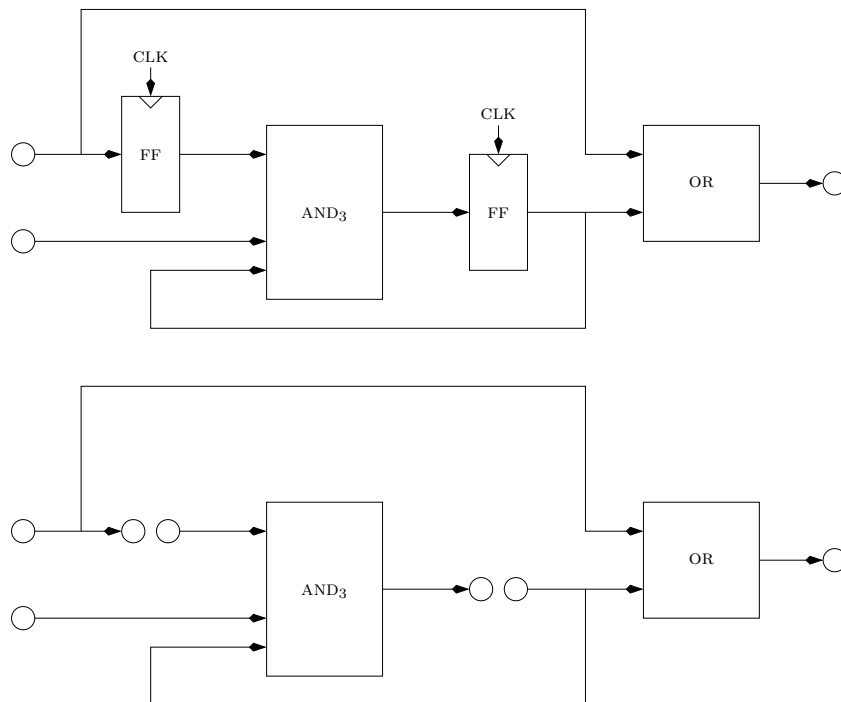 CLK
CLK
FF
FF
OR
AND3
OR
AND3